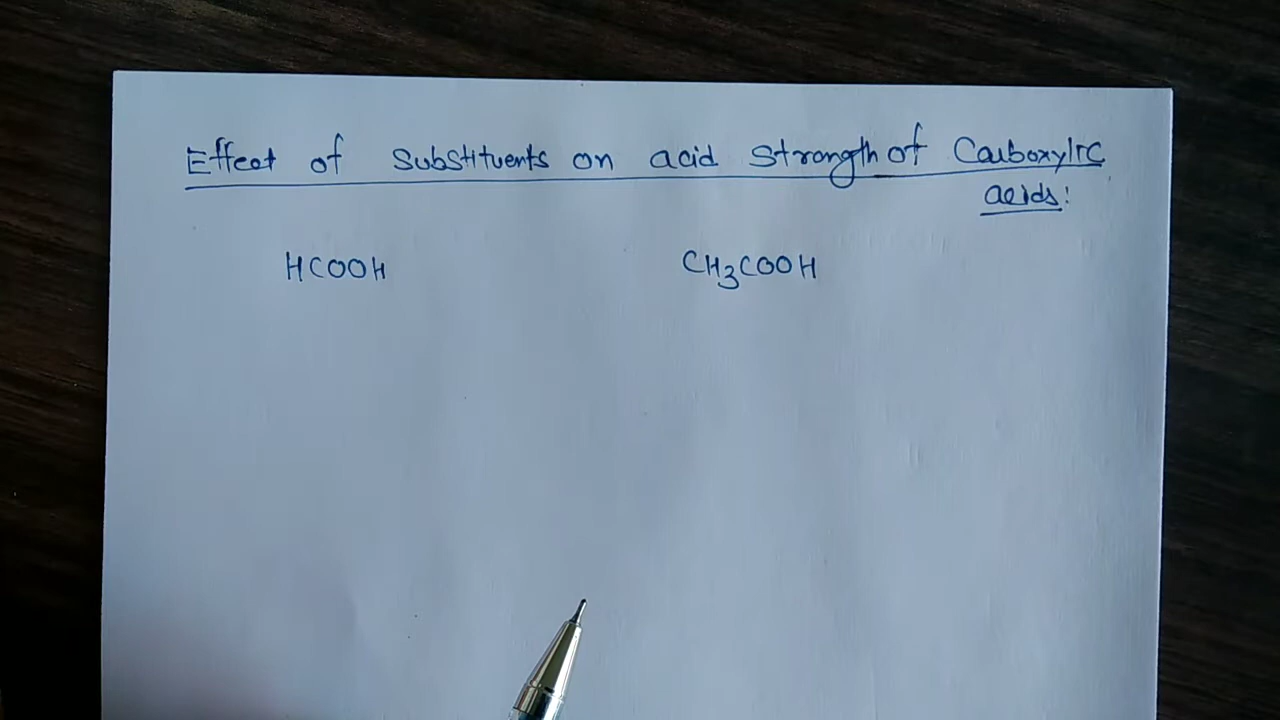 Effect of substituents on acid strength of Carboxylic
acids:
HCOOH CH3COOH